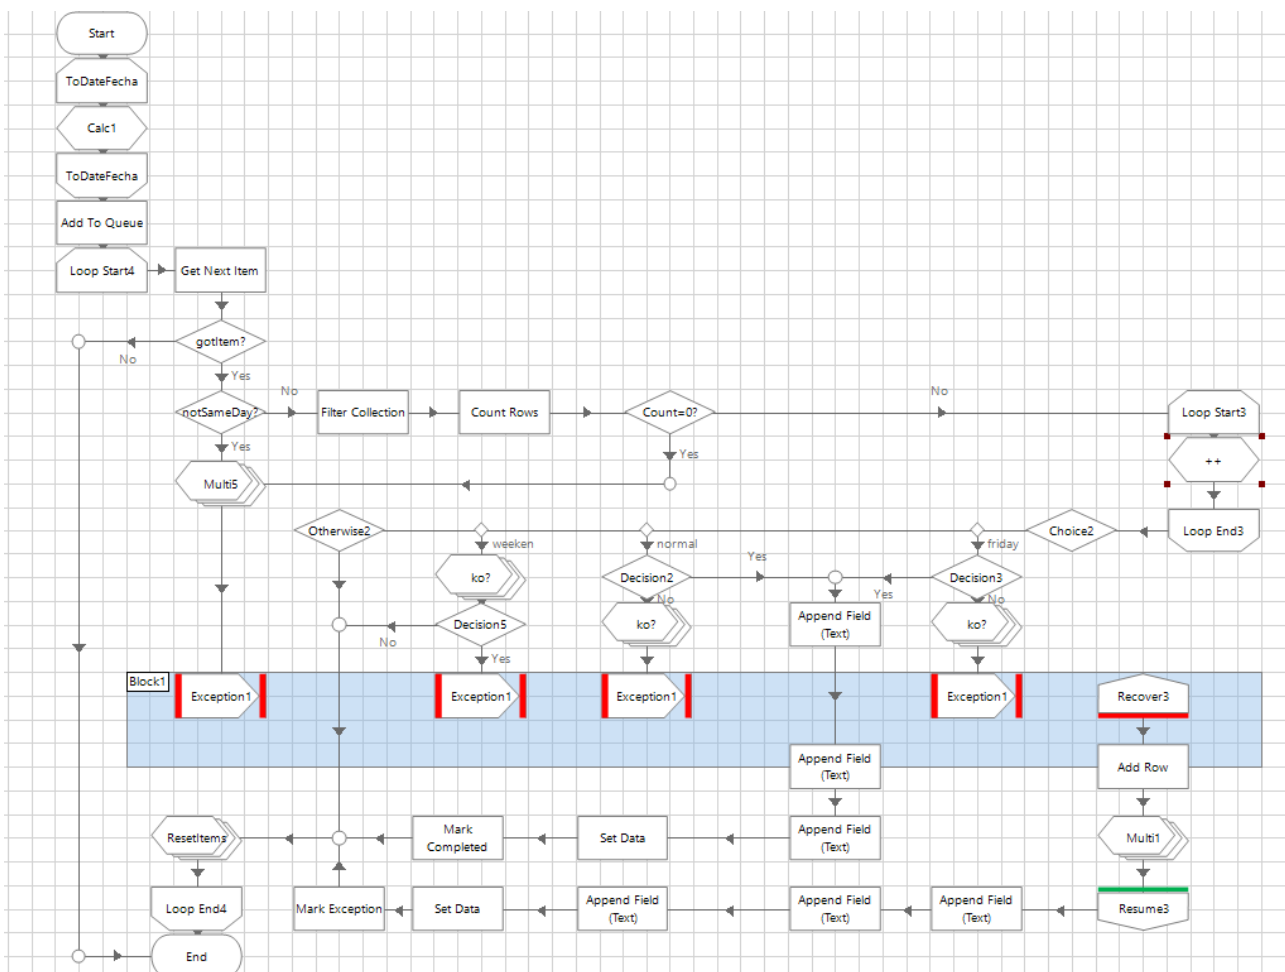 Start
ToDateFecha
Calc1
ToDateFecha
Add To Queue
Loop Start4
Get Next Item
gotItem?
No
Yes
notSameDay?
No
Filter Collection
Count Rows
Count=0?
No
Loop Start3
Yes
Yes
++
Multi5
Otherwise2
Choice2
Loop End3
weeken
normal
friday
ko?
Decision2
Yes
Decision3
Yes
No
No
Append Field
(Text)
ko?
ko?
Decision5
No
Yes
Block1
Exception1
Exception1
Exception1
Exception1
Recover3
Append Field
(Text)
Add Row
ResetItems
Mark
Completed
Set Data
Append Field
(Text)
Multi1
Loop End4
Mark Exception
Set Data
Append Field
(Text)
Append Field
(Text)
Append Field
(Text)
Resume3
End